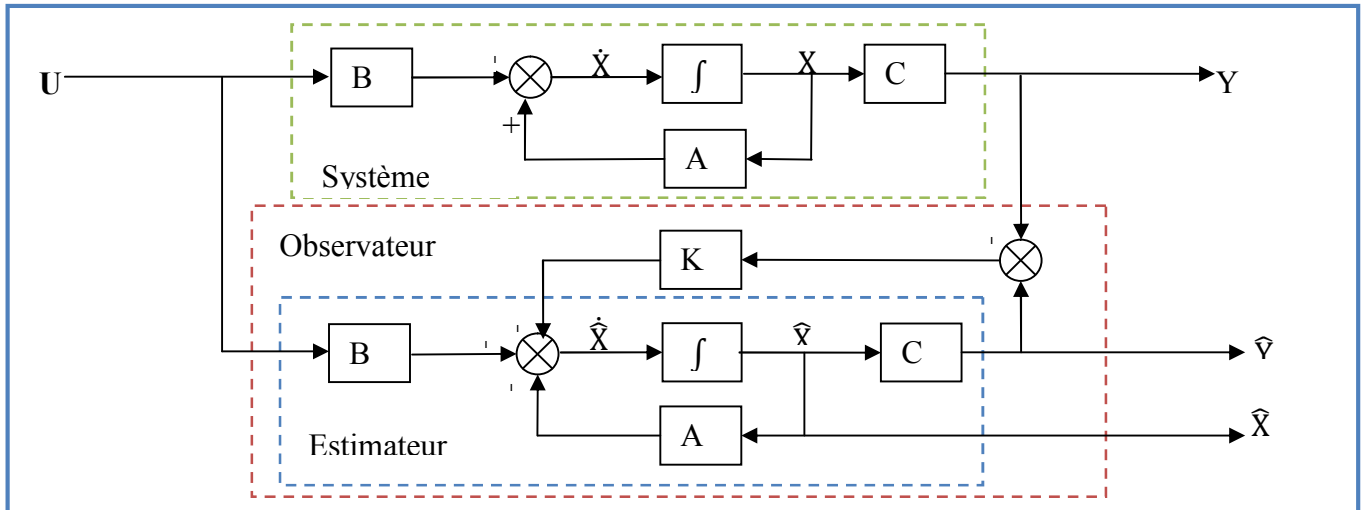 U
B
Ẋ
∫
X
C
Y
+
A
Système
Observateur
K
B
X̂̇
∫
X̂
C
Ŷ
A
X̂
Estimateur